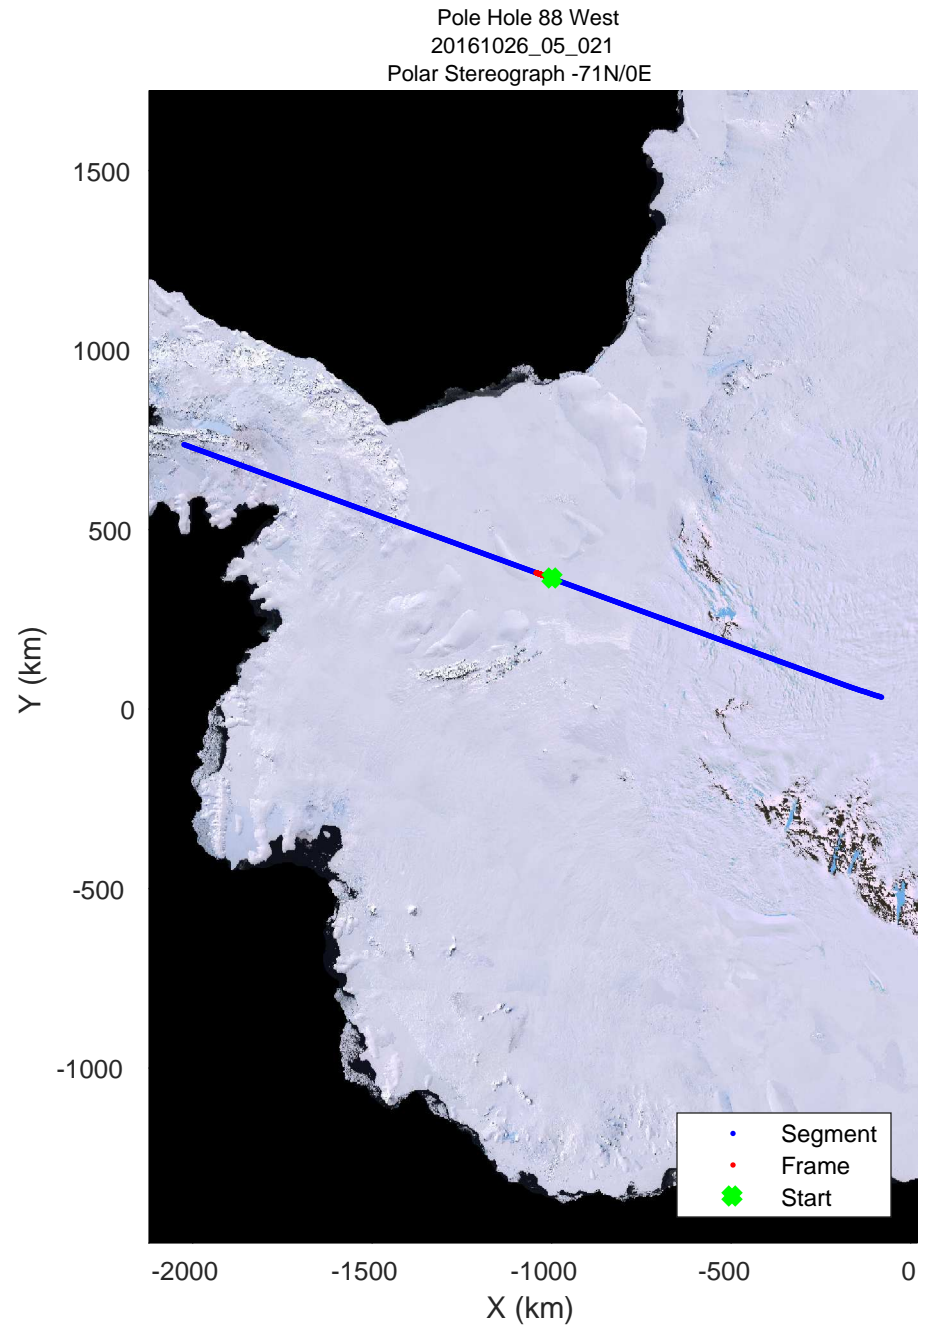 Pole Hole 88 West
20161026_05_021
Polar Stereograph -71N/0E
1500
1000
500
0
-500
-1000
Y (km)
Segment
Frame
Start
-2000 -1500 -1000 -500 0
X (km)